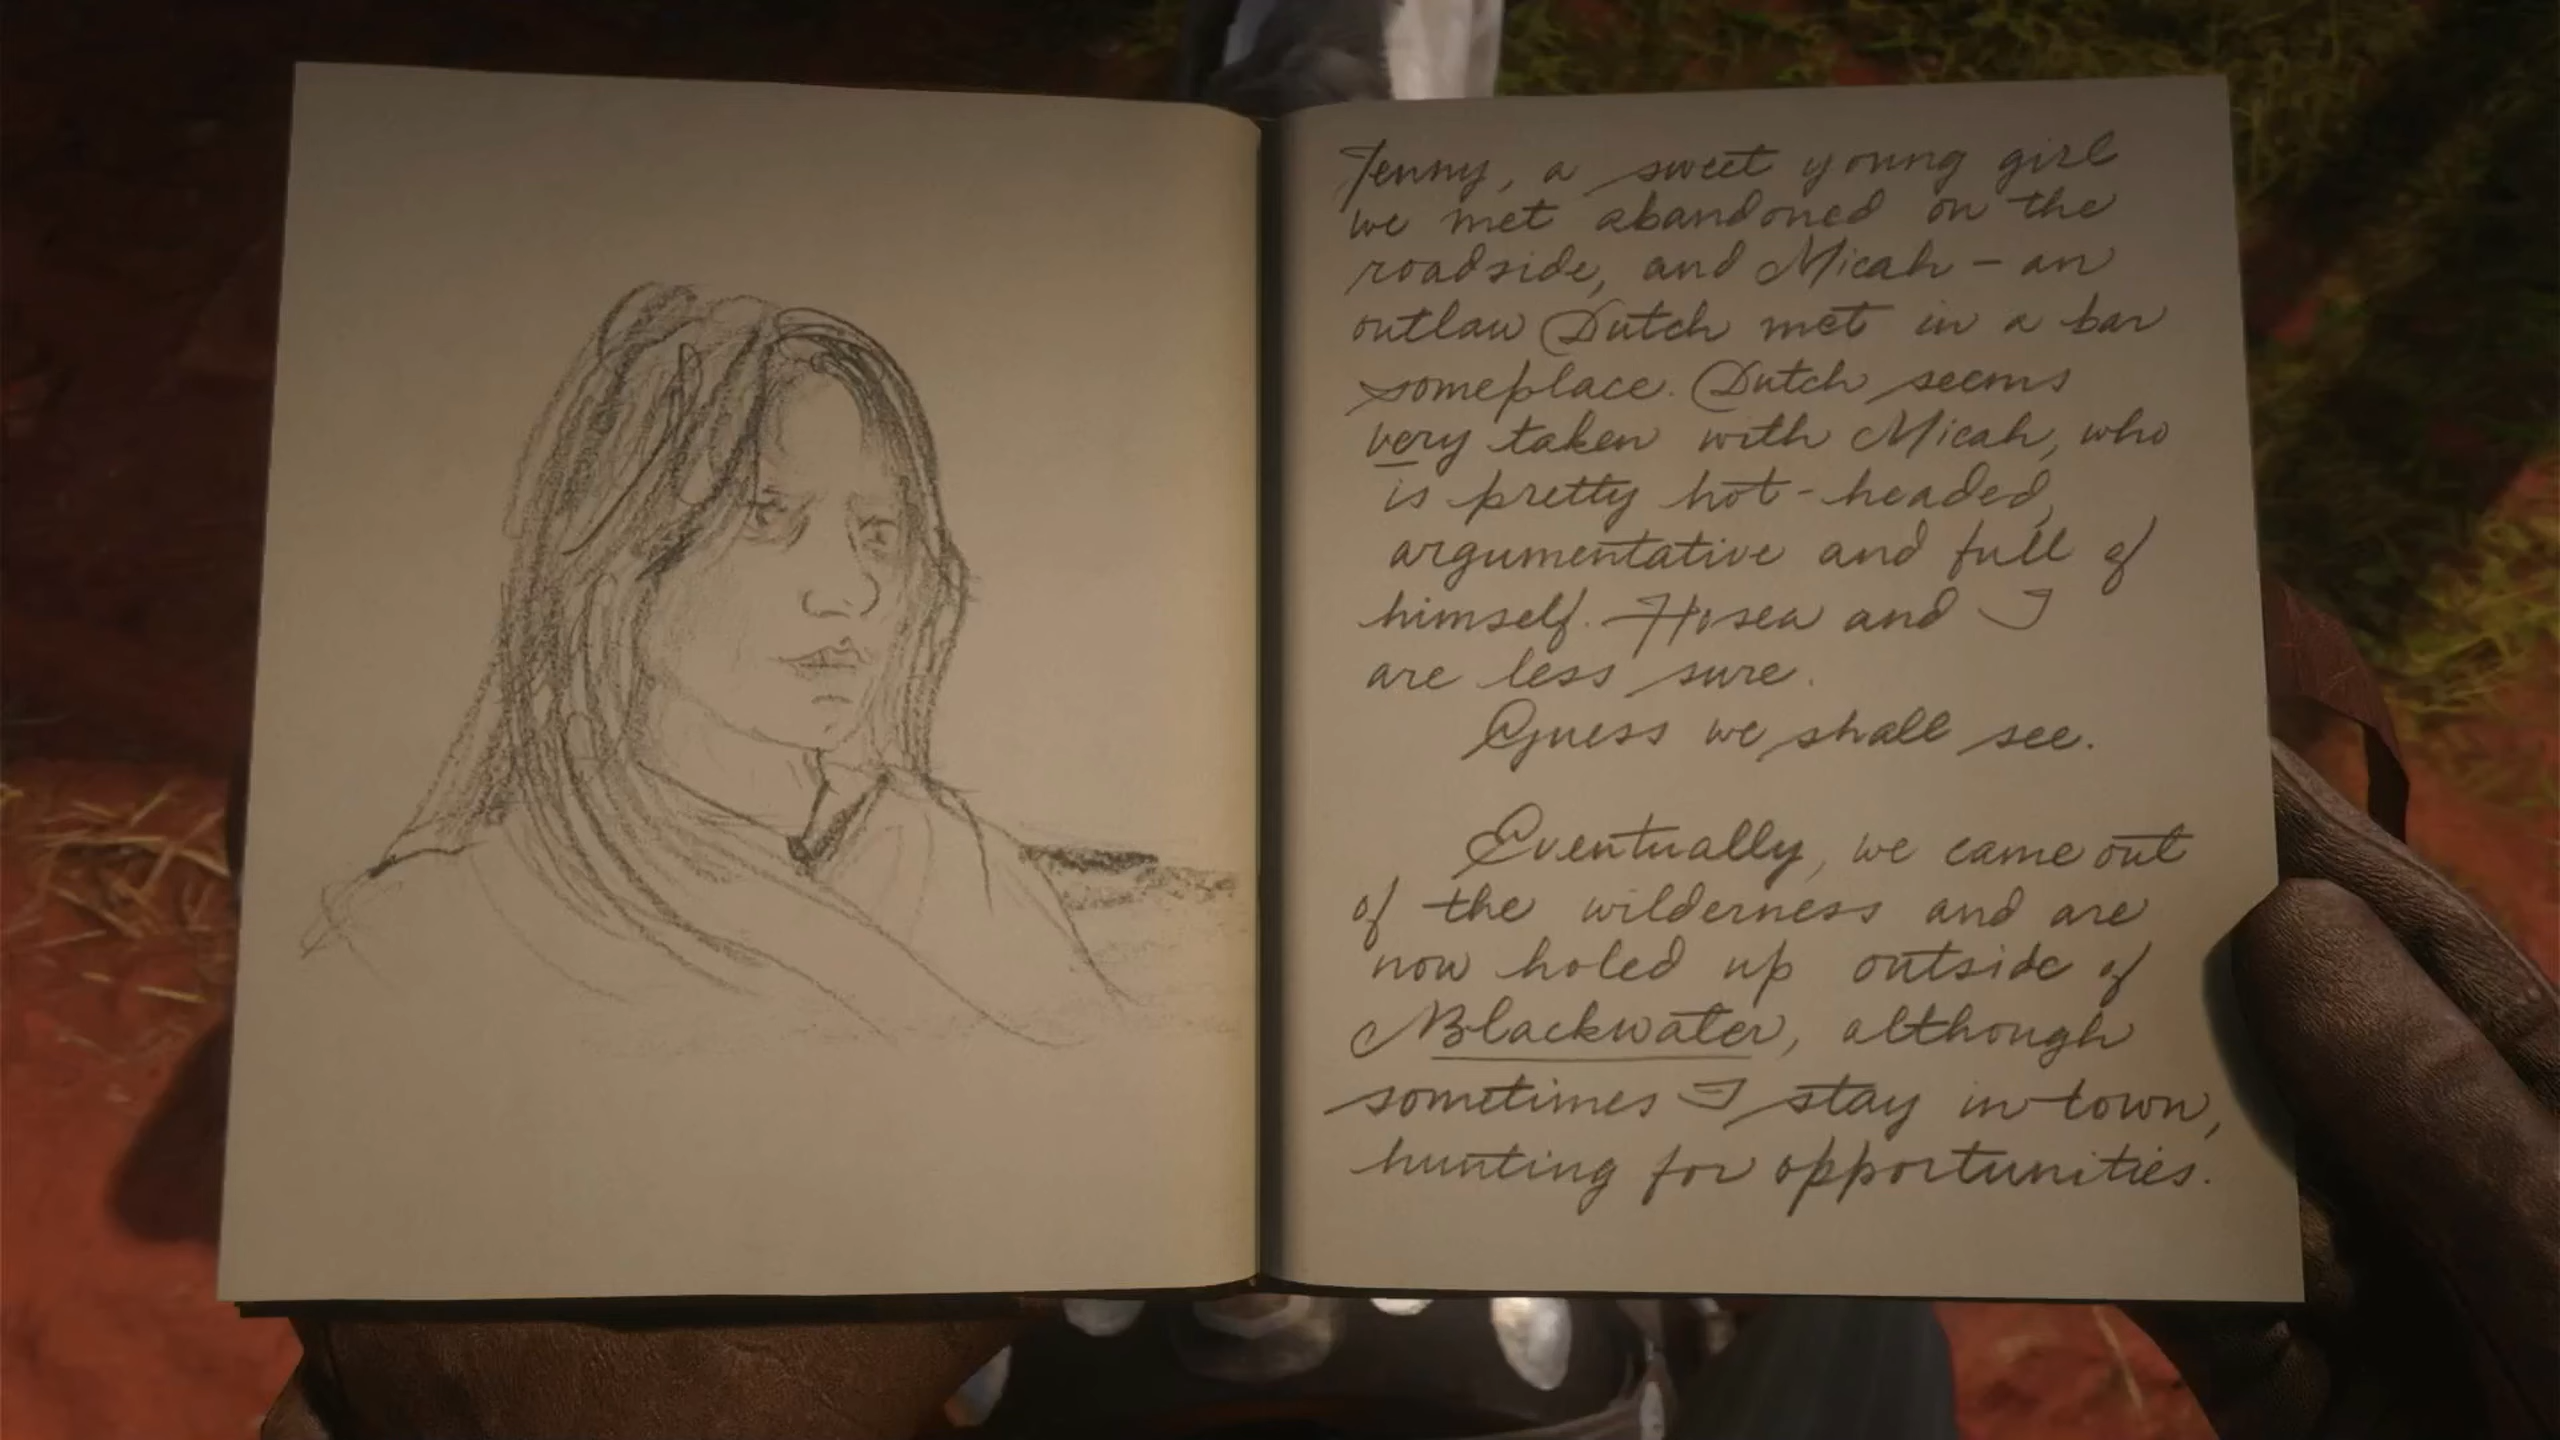 Jenny, a sweet young girl
we met abandoned on the
roadside, and Micah - an
outlaw Dutch met in a bar
someplace. Dutch seems
very taken with Micah, who
is pretty hot-headed,
argumentative and full of
himself. Hosea and I
are less sure.
Guess we shall see.
Eventually, we came out
of the wilderness and are
now holed up outside of
Blackwater, although
sometimes I stay in town,
hunting for opportunities.